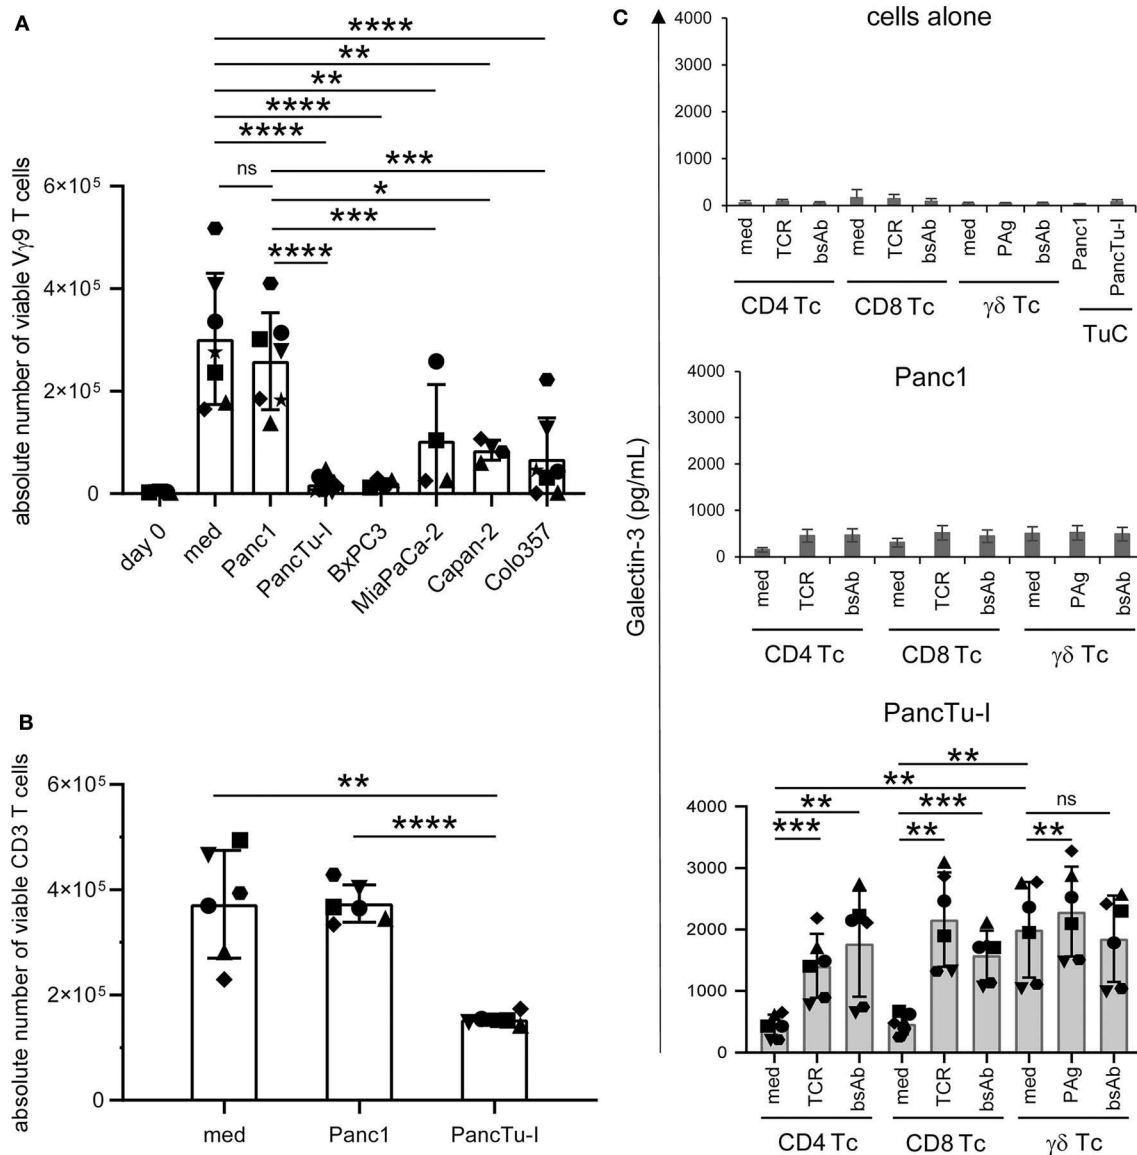 A
****
**
**
****
****
ns
***
*
***
****
absolute number of viable Vγ9 T cells
6×10⁵
4×10⁵
2×10⁵
0
day 0
med
Panc1
PancTu-I
BxPC3
MiaPaCa-2
Capan-2
Colo357
B
**
****
absolute number of viable CD3 T cells
6×10⁵
4×10⁵
2×10⁵
0
med
Panc1
PancTu-I
C
Galectin-3 (pg/mL)
cells alone
4000
3000
2000
1000
0
med
TCR
bsAb
med
TCR
bsAb
med
PAg
bsAb
Panc1
PancTu-I
CD4 Tc
CD8 Tc
γδ Tc
TuC
Panc1
4000
3000
2000
1000
0
med
TCR
bsAb
med
TCR
bsAb
med
PAg
bsAb
CD4 Tc
CD8 Tc
γδ Tc
PancTu-I
**
**
**
***
***
**
ns
**
4000
3000
2000
1000
0
med
TCR
bsAb
med
TCR
bsAb
med
PAg
bsAb
CD4 Tc
CD8 Tc
γδ Tc